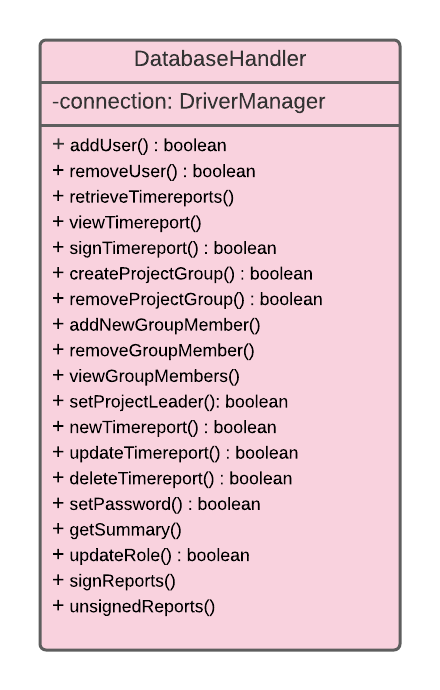 DatabaseHandler
-connection: DriverManager
+ addUser() : boolean
+ removeUser() : boolean
+ retrieveTimereports()
+ viewTimereport()
+ signTimereport() : boolean
+ createProjectGroup() : boolean
+ removeProjectGroup() : boolean
+ addNewGroupMember()
+ removeGroupMember()
+ viewGroupMembers()
+ setProjectLeader(): boolean
+ newTimereport() : boolean
+ updateTimereport() : boolean
+ deleteTimereport() : boolean
+ setPassword() : boolean
+ getSummary()
+ updateRole() : boolean
+ signReports()
+ unsignedReports()